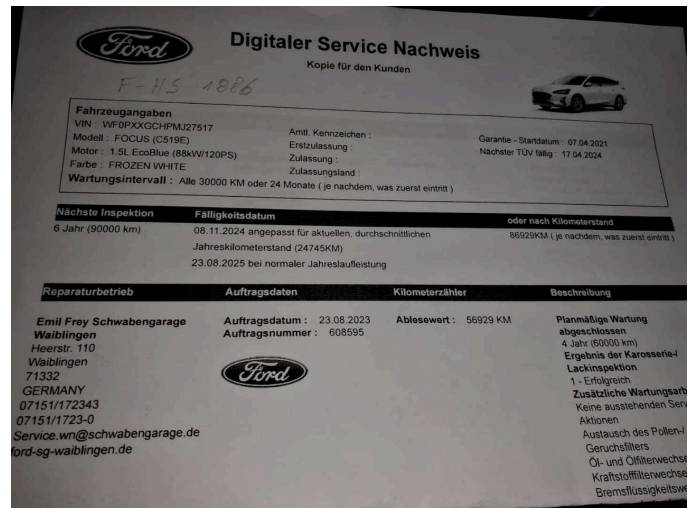 Ford
Digitaler Service Nachweis
Kopie für den Kunden
F-HS 1886
Fahrzeugangaben
VIN : WF0PXXGCHPMJ27517
Modell : FOCUS (C519E)
Motor : 1.5L EcoBlue (88kW/120PS)
Farbe : FROZEN WHITE
Amtl. Kennzeichen :
Erstzulassung :
Zulassung :
Zulassungsland :
Garantie - Startdatum : 07.04.2021
Nächster TÜV fällig : 17.04.2024
Wartungsintervall : Alle 30000 KM oder 24 Monate ( je nachdem, was zuerst eintritt )
Nächste Inspektion Fälligkeitsdatum oder nach Kilometerstand
6 Jahr (90000 km) 08.11.2024 angepasst für aktuellen, durchschnittlichen 86929KM ( je nachdem, was zuerst eintritt )
Jahreskilometerstand (24745KM)
23.08.2025 bei normaler Jahreslaufleistung
Reparaturbetrieb Auftragsdaten Kilometerzähler Beschreibung
Emil Frey Schwabengarage
Waiblingen
Heerstr. 110
Waiblingen
71332
GERMANY
07151/172343
07151/1723-0
Service.wn@schwabengarage.de
ford-sg-waiblingen.de
Auftragsdatum : 23.08.2023
Auftragsnummer : 608595
Ford
Ablesewert : 56929 KM
Planmäßige Wartung
abgeschlossen
4 Jahr (60000 km)
Ergebnis der Karosserie-/
Lackinspektion
1 - Erfolgreich
Zusätzliche Wartungsarb
Keine ausstehenden Serv
Aktionen
Austausch des Pollen-/
Geruchsfilters
Öl- und Ölfilterwechse
Kraftstofffilterwechse
Bremsflüssigkeitswe